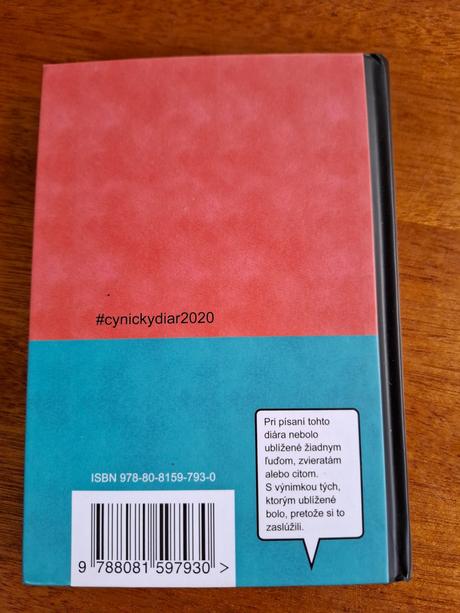 #cynickydiar2020
Pri písaní tohto
diára nebolo
ublížené žiadnym
ľuďom, zvieratám
alebo citom.
S výnimkou tých,
ktorým ublížené
bolo, pretože si to
zaslúžili.
ISBN 978-80-8159-793-0
9 788081 597930 >